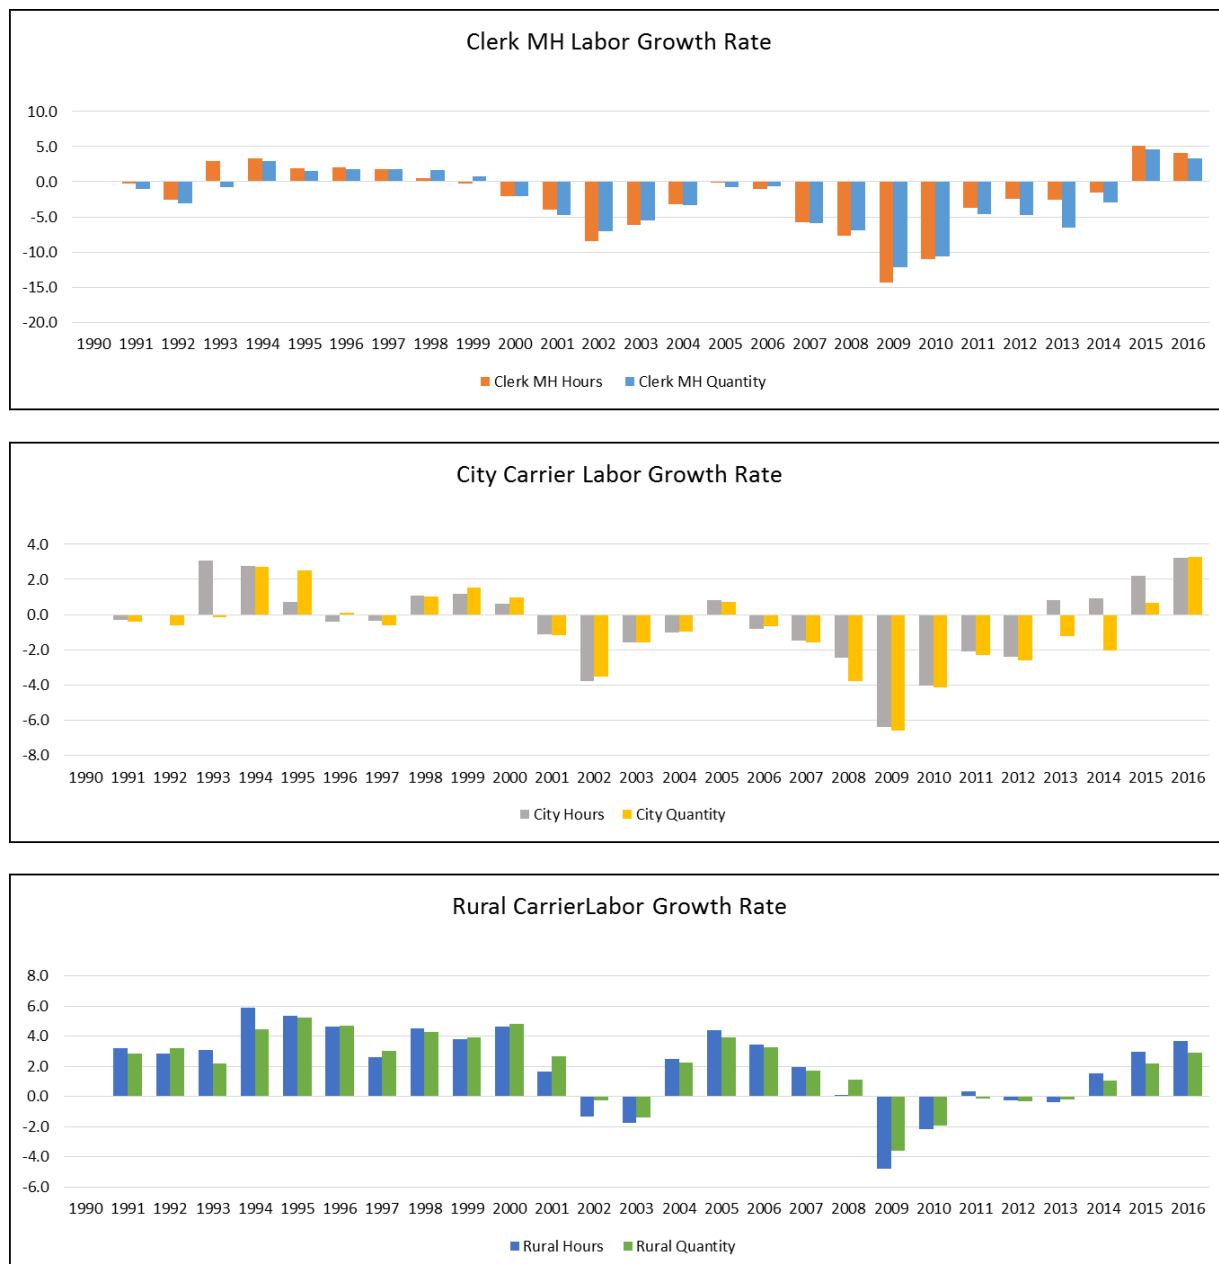 Clerk MH Labor Growth Rate
10.0
5.0
0.0
-5.0
-10.0
-15.0
-20.0
1990 1991 1992 1993 1994 1995 1996 1997 1998 1999 2000 2001 2002 2003 2004 2005 2006 2007 2008 2009 2010 2011 2012 2013 2014 2015 2016
Clerk MH Hours Clerk MH Quantity
City Carrier Labor Growth Rate
4.0
2.0
0.0
-2.0
-4.0
-6.0
-8.0
1990 1991 1992 1993 1994 1995 1996 1997 1998 1999 2000 2001 2002 2003 2004 2005 2006 2007 2008 2009 2010 2011 2012 2013 2014 2015 2016
City Hours City Quantity
Rural CarrierLabor Growth Rate
8.0
6.0
4.0
2.0
0.0
-2.0
-4.0
-6.0
1990 1991 1992 1993 1994 1995 1996 1997 1998 1999 2000 2001 2002 2003 2004 2005 2006 2007 2008 2009 2010 2011 2012 2013 2014 2015 2016
Rural Hours Rural Quantity